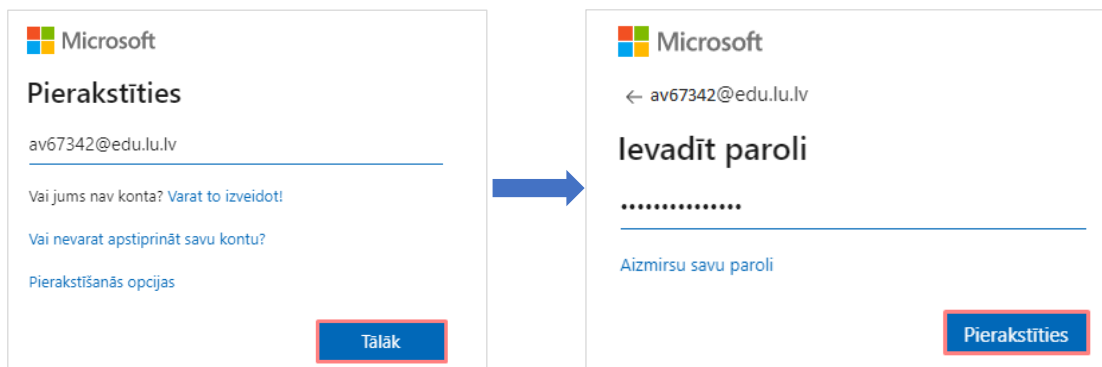 Microsoft
Pierakstīties
av67342@edu.lu.lv
Vai jums nav konta? Varat to izveidot!
Vai nevarat apstiprināt savu kontu?
Pierakstīšanās opcijas
Tālāk
Microsoft
← av67342@edu.lu.lv
Ievadīt paroli
•••••••••••••••
Aizmirsu savu paroli
Pierakstīties